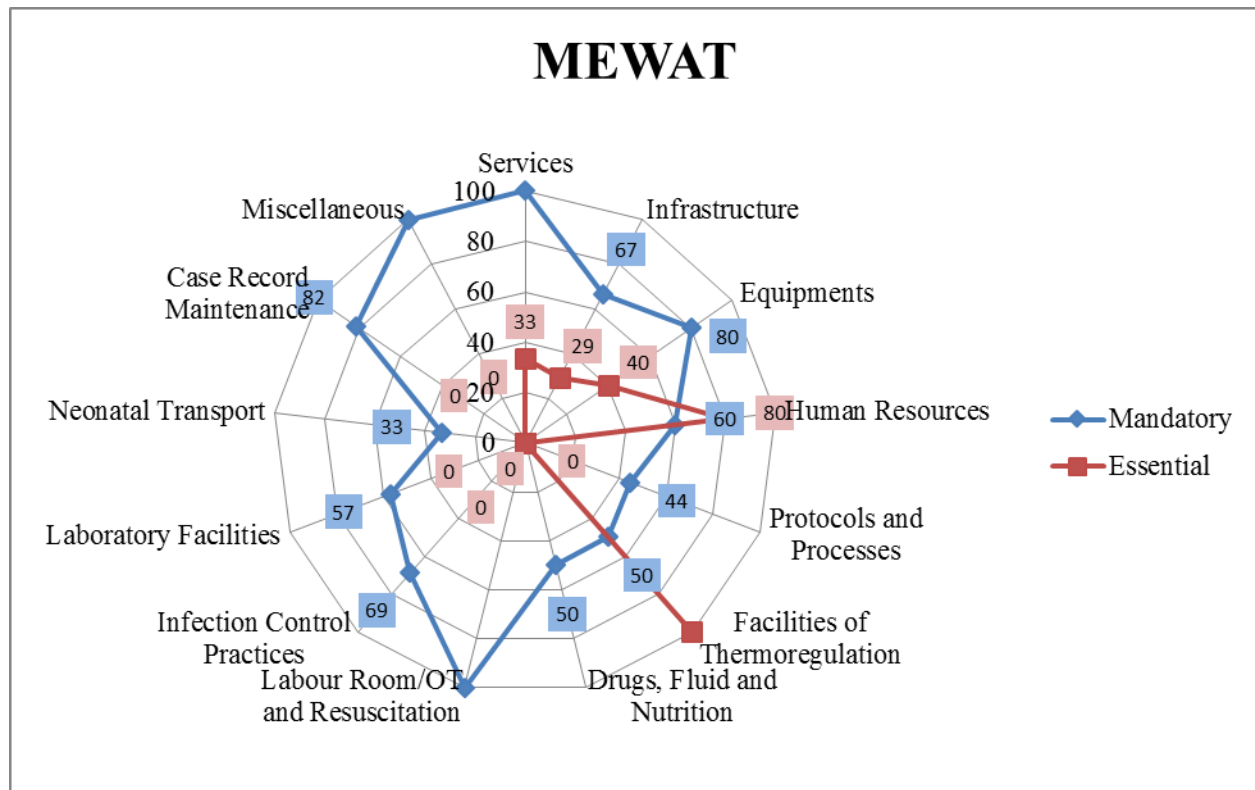 MEWAT
Services
Infrastructure
Equipments
Human Resources
Protocols and
Processes
Facilities of
Thermoregulation
Drugs, Fluid and
Nutrition
Labour Room/OT
and Resuscitation
Infection Control
Practices
Laboratory Facilities
Neonatal Transport
Case Record
Maintenance
Miscellaneous
100
80
60
40
20
0
67
80
60
44
50
50
69
57
33
82
33
29
40
80
0
0
0
0
0
0
Mandatory
Essential